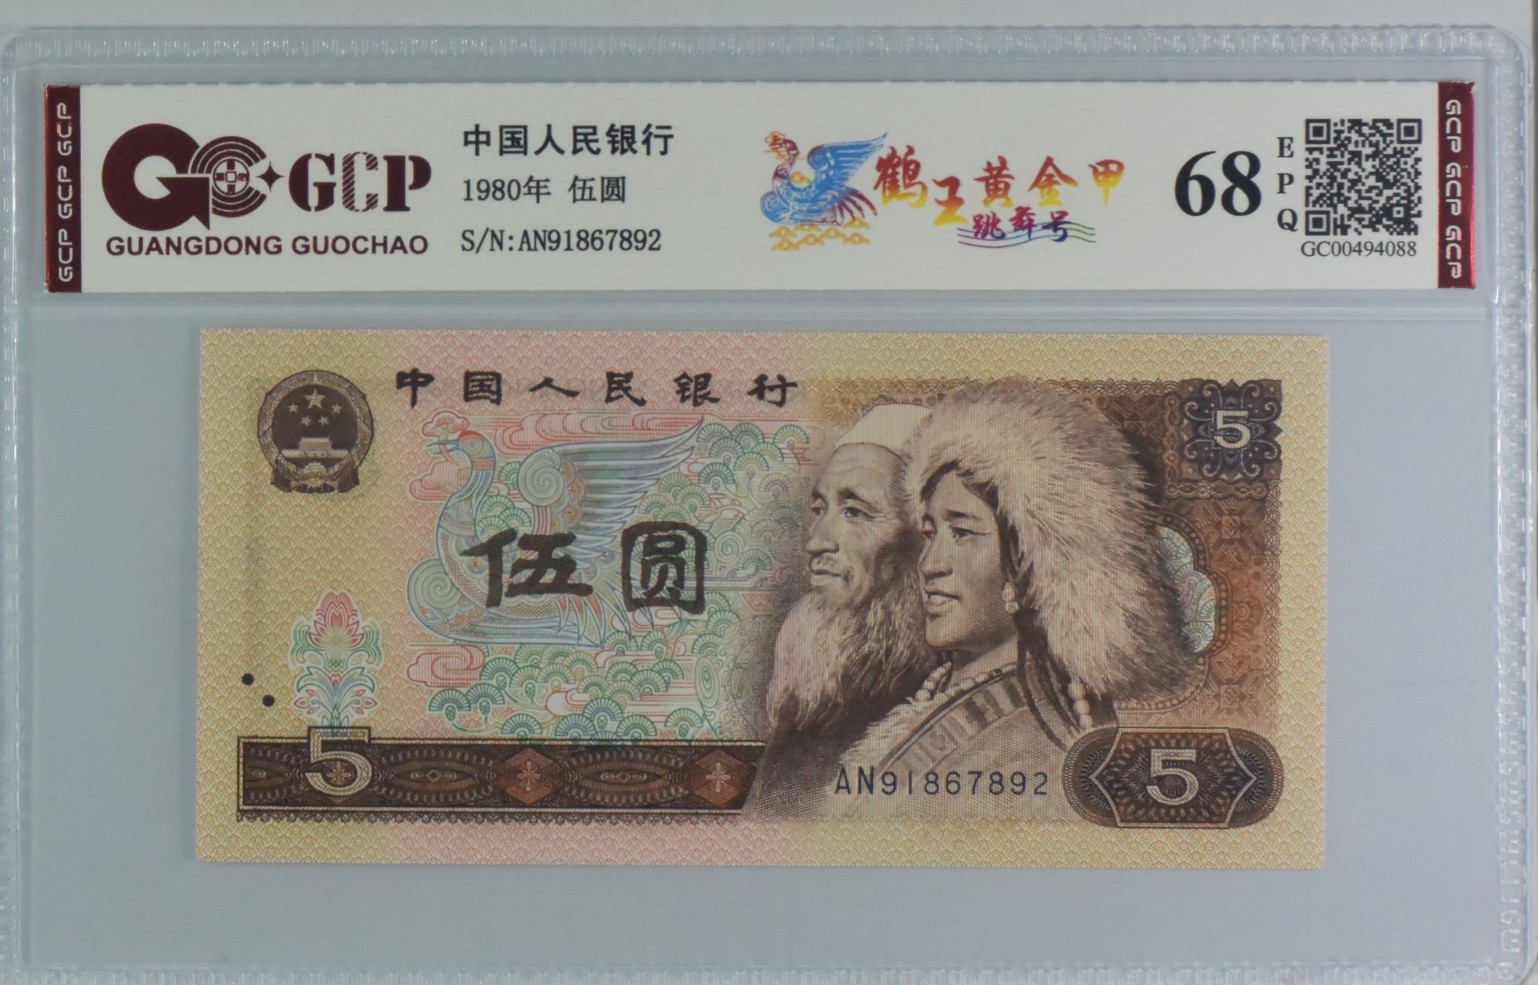 GCP GCP GCP
GCP
GUANGDONG GUOCHAO
中国人民银行
1980年 伍圆
S/N:AN91867892
鹤王黄金甲
跳舞号
68
EPQ
GC00494088
GCP GCP GCP
中国人民银行
5
伍圆
5
AN91867892
5